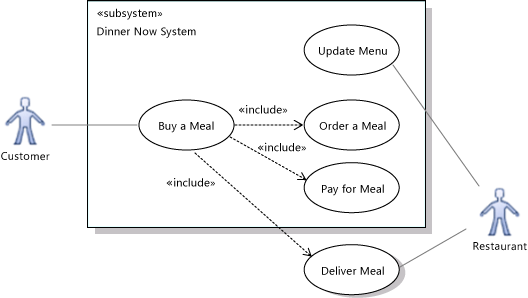 «subsystem»
Dinner Now System
Update Menu
«include»
Buy a Meal
Order a Meal
«include»
Customer
«include»
Pay for Meal
Restaurant
Deliver Meal